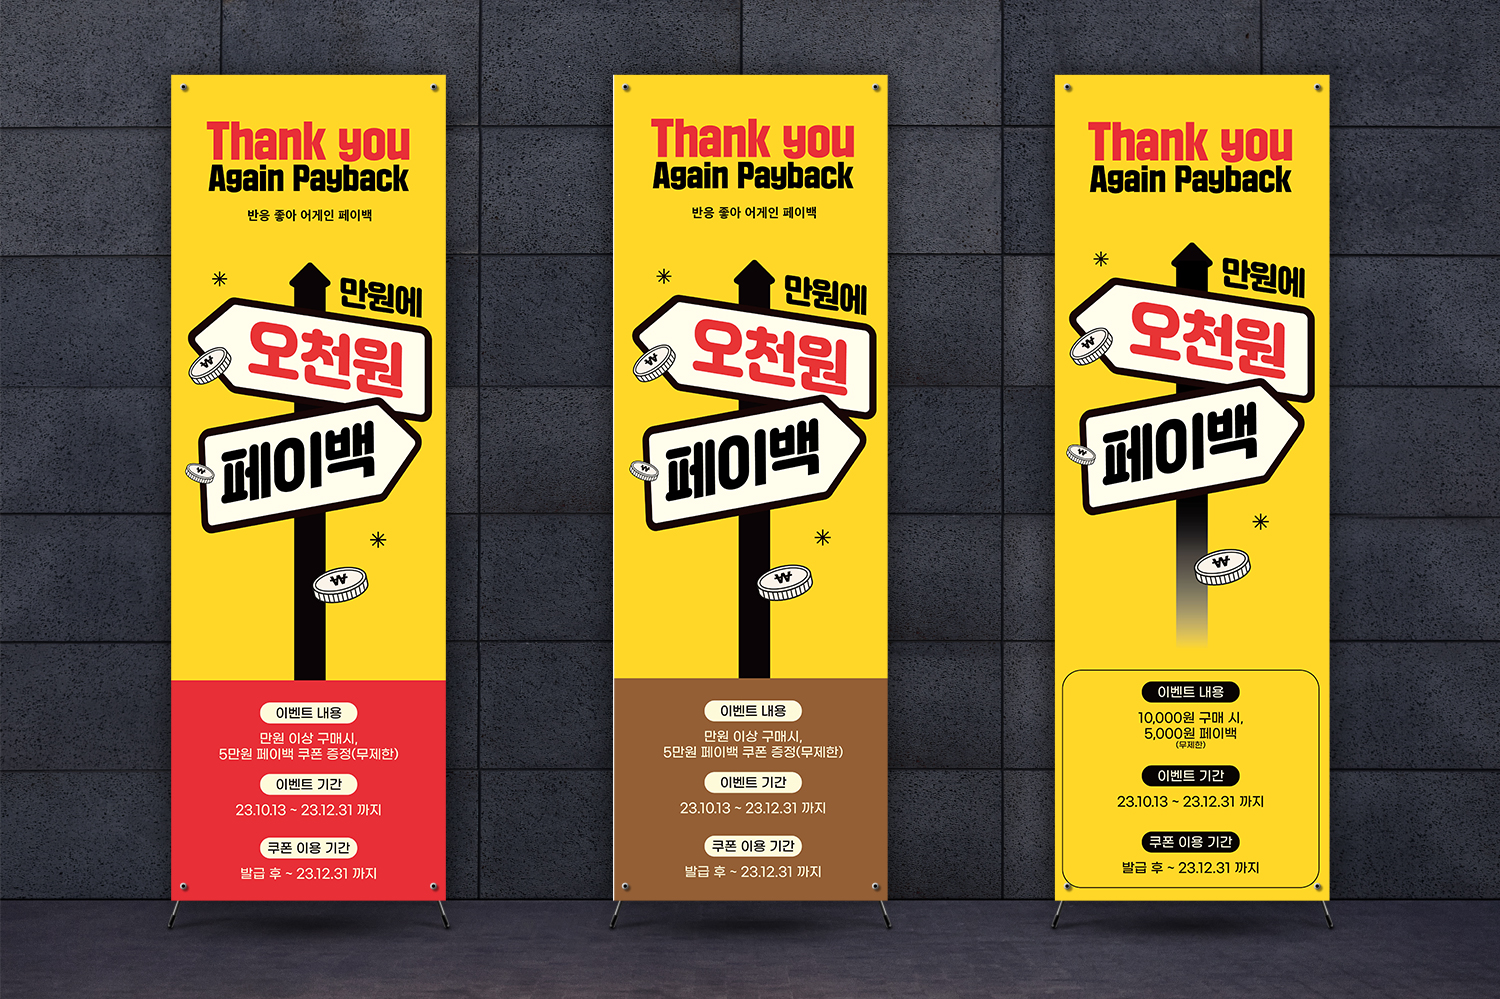 Thank you
Again Payback
반응 좋아 어게인 페이백
만원에
오천원
₩
페이백
₩
₩
이벤트 내용
만원 이상 구매시,
5만원 페이백 쿠폰 증정(무제한)
이벤트 기간
23.10.13 ~ 23.12.31 까지
쿠폰 이용 기간
발급 후 ~ 23.12.31 까지
Thank you
Again Payback
반응 좋아 어게인 페이백
만원에
오천원
₩
페이백
₩
₩
이벤트 내용
만원 이상 구매시,
5만원 페이백 쿠폰 증정(무제한)
이벤트 기간
23.10.13 ~ 23.12.31 까지
쿠폰 이용 기간
발급 후 ~ 23.12.31 까지
Thank you
Again Payback
만원에
오천원
₩
페이백
₩
₩
이벤트 내용
10,000원 구매 시,
5,000원 페이백
(무제한)
이벤트 기간
23.10.13 ~ 23.12.31 까지
쿠폰 이용 기간
발급 후 ~ 23.12.31 까지